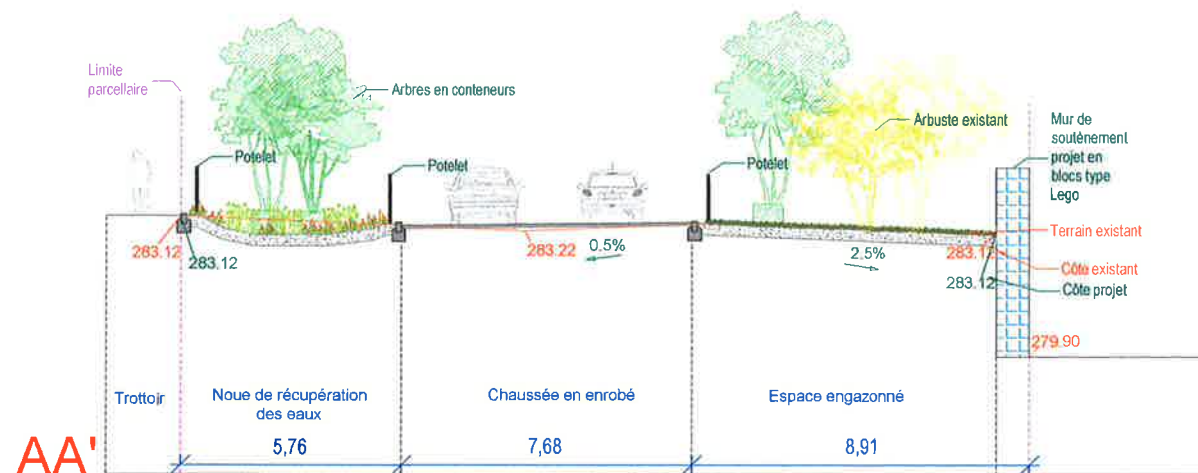 Limite
parcellaire
Arbres en conteneurs
Arbuste existant
Mur de
soutènement
projet en
blocs type
Lego
Potelet
Potelet
Potelet
Terrain existant
283.12
283.12
283.22
0.5%
2.5%
283.12
Côte existant
Côte projet
279.90
Trottoir
Noue de récupération
des eaux
Chaussée en enrobé
Espace engazonné
AA'
5,76
7,68
8,91